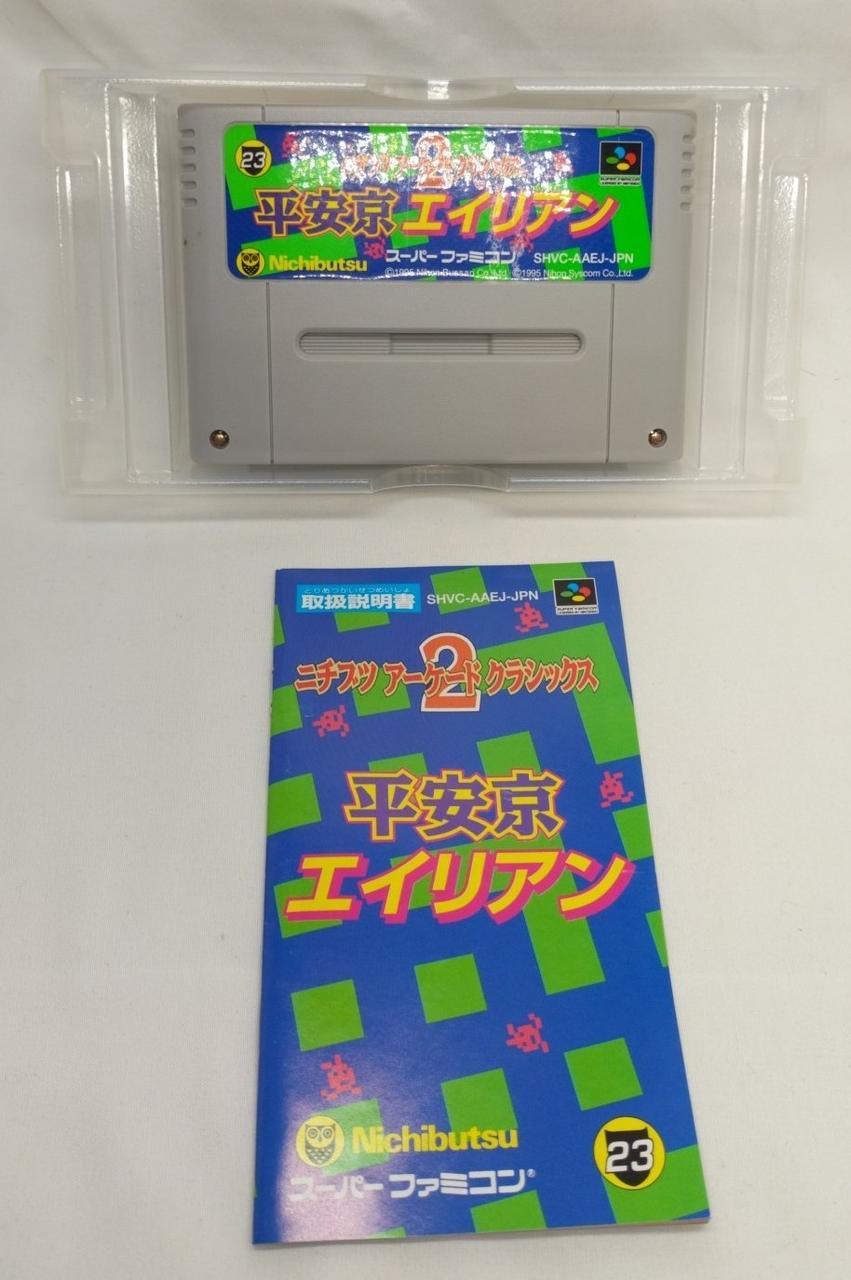 23
2
平安京エイリアン
Nichibutsu
スーパーファミコン SHVC-AAEJ-JPN
©1995 Nihon Bussan Co.,Ltd. ©1995 Nihon Syscom Co.,Ltd.
とりあつかいせつめいしょ
取扱説明書 SHVC-AAEJ-JPN
SUPER FAMICOM
ニチブツ アーケード クラシックス 2
平安京
エイリアン
Nichibutsu
スーパーファミコン®
23